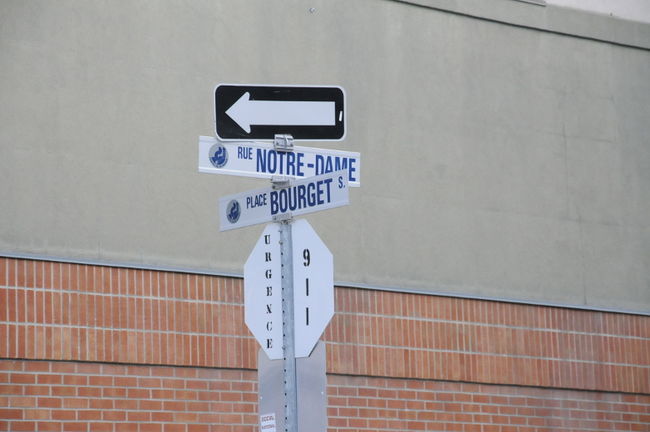 RUE NOTRE-DAME
PLACE BOURGET S.
URGENCE
911